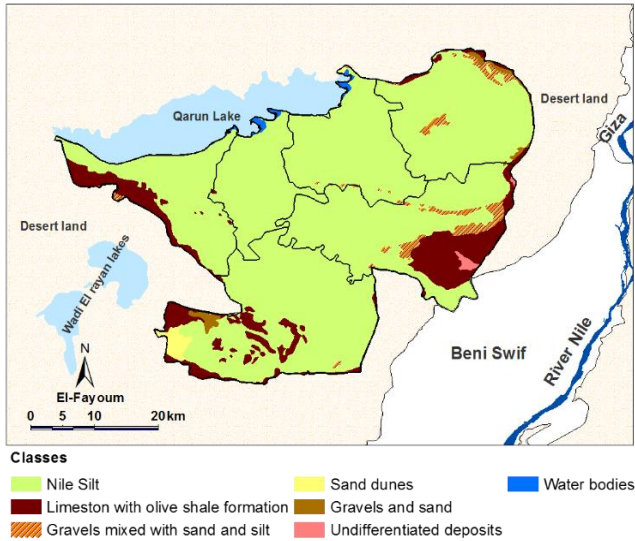 Qarun Lake
Desert land
Giza
Desert land
Wadi El rayan lakes
N
El-Fayoum
0 5 10 20 km
Beni Swif
River Nile
Classes
Nile Silt
Sand dunes
Water bodies
Limeston with olive shale formation
Gravels and sand
Gravels mixed with sand and silt
Undifferentiated deposits